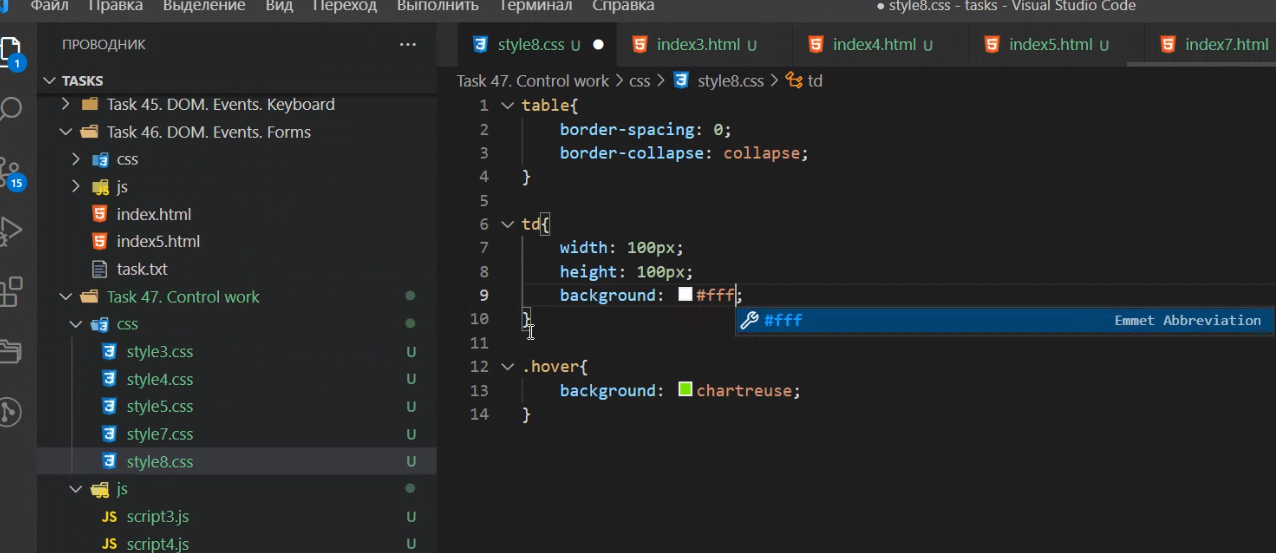 Файл Правка Выделение Вид Переход Выполнить Терминал Справка ● style8.css - tasks - Visual Studio Code
ПРОВОДНИК ···
style8.css U ● index3.html U index4.html U index5.html U index7.html
TASKS
Task 47. Control work > css > style8.css > td
Task 45. DOM. Events. Keyboard
Task 46. DOM. Events. Forms
css
js
index.html
index5.html
task.txt
Task 47. Control work
css
style3.css U
style4.css U
style5.css U
style7.css U
style8.css U
js
script3.js U
script4.js U
1
15
1 table{
2 border-spacing: 0;
3 border-collapse: collapse;
4 }
5
6 td{
7 width: 100px;
8 height: 100px;
9 background: #fff;
10 }
#fff Emmet Abbreviation
11
12 .hover{
13 background: chartreuse;
14 }